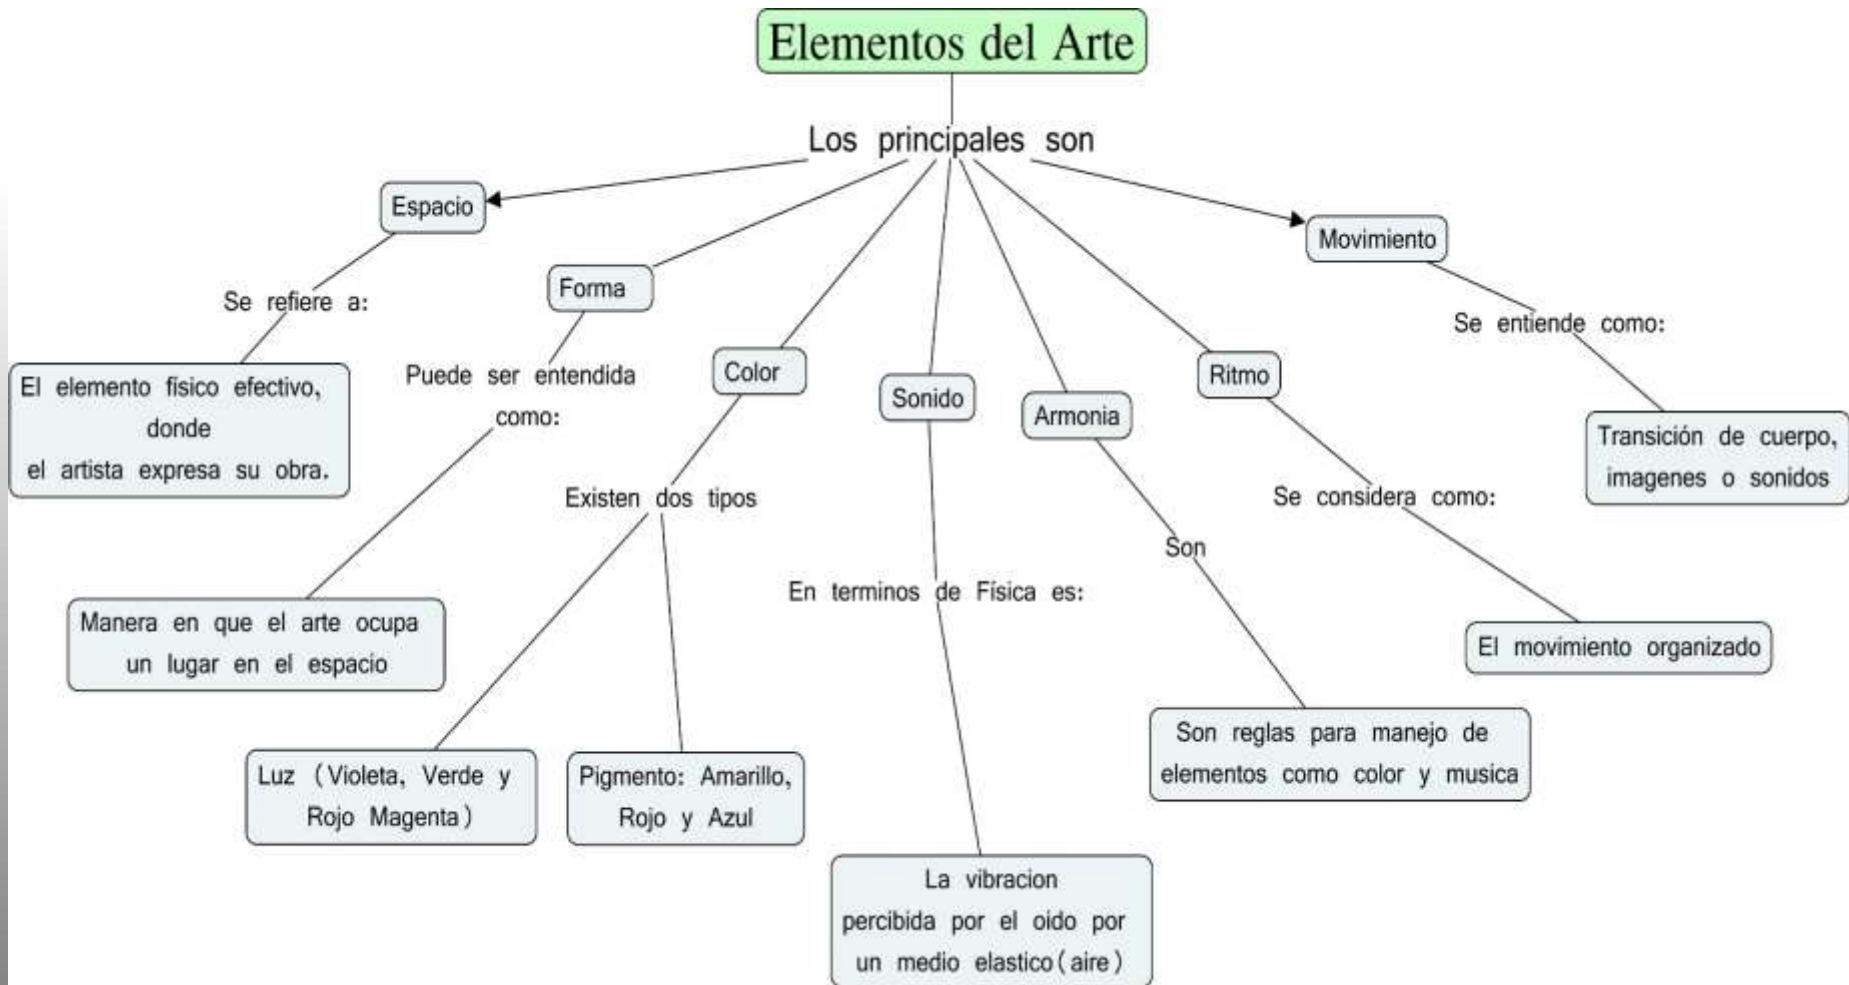 Elementos del Arte
Los principales son
Espacio
Se refiere a:
El elemento físico efectivo,
donde
el artista expresa su obra.
Forma
Puede ser entendida
como:
Manera en que el arte ocupa
un lugar en el espacio
Color
Existen dos tipos
Luz (Violeta, Verde y
Rojo Magenta)
Pigmento: Amarillo,
Rojo y Azul
Sonido
En terminos de Física es:
La vibracion
percibida por el oido por
un medio elastico(aire)
Armonia
Son
Son reglas para manejo de
elementos como color y musica
Ritmo
Se considera como:
El movimiento organizado
Movimiento
Se entiende como:
Transición de cuerpo,
imagenes o sonidos